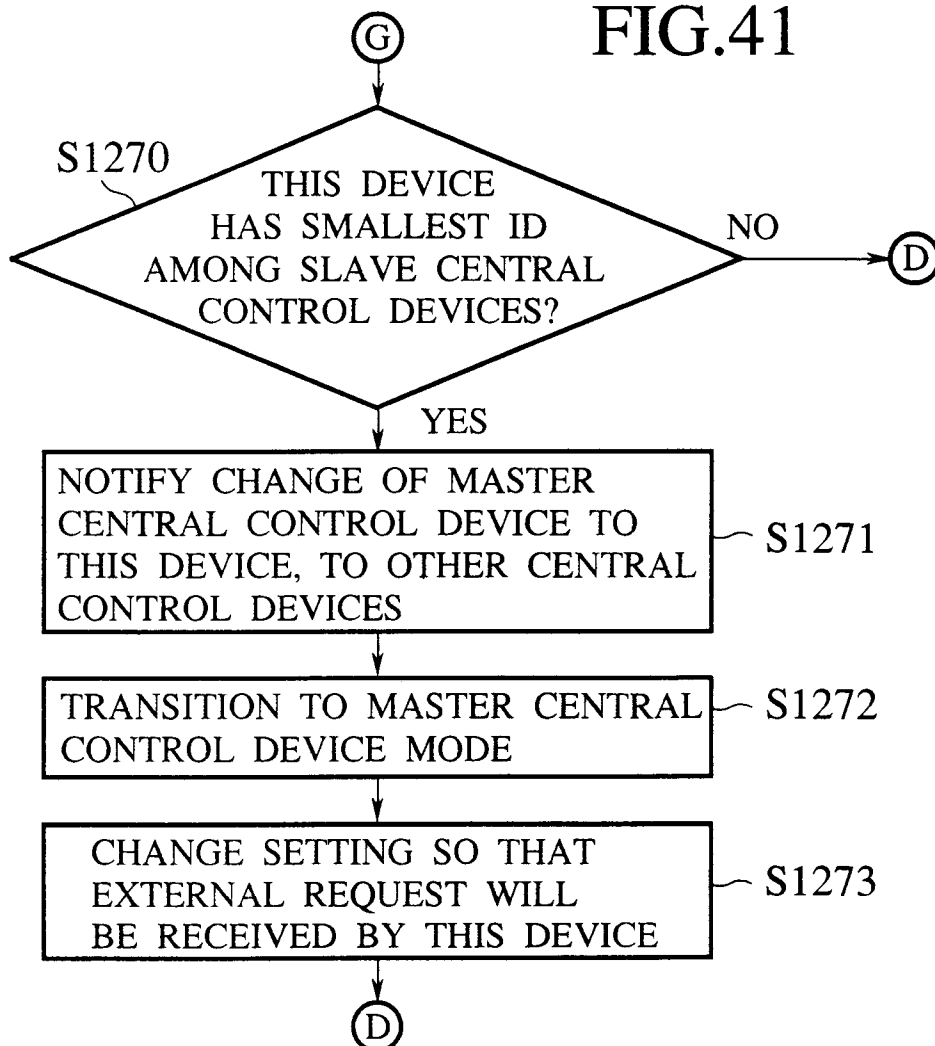 FIG.41
G
S1270
THIS DEVICE
HAS SMALLEST ID
AMONG SLAVE CENTRAL
CONTROL DEVICES?
NO
D
YES
NOTIFY CHANGE OF MASTER
CENTRAL CONTROL DEVICE TO
THIS DEVICE, TO OTHER CENTRAL
CONTROL DEVICES
S1271
TRANSITION TO MASTER CENTRAL
CONTROL DEVICE MODE
S1272
CHANGE SETTING SO THAT
EXTERNAL REQUEST WILL
BE RECEIVED BY THIS DEVICE
S1273
D